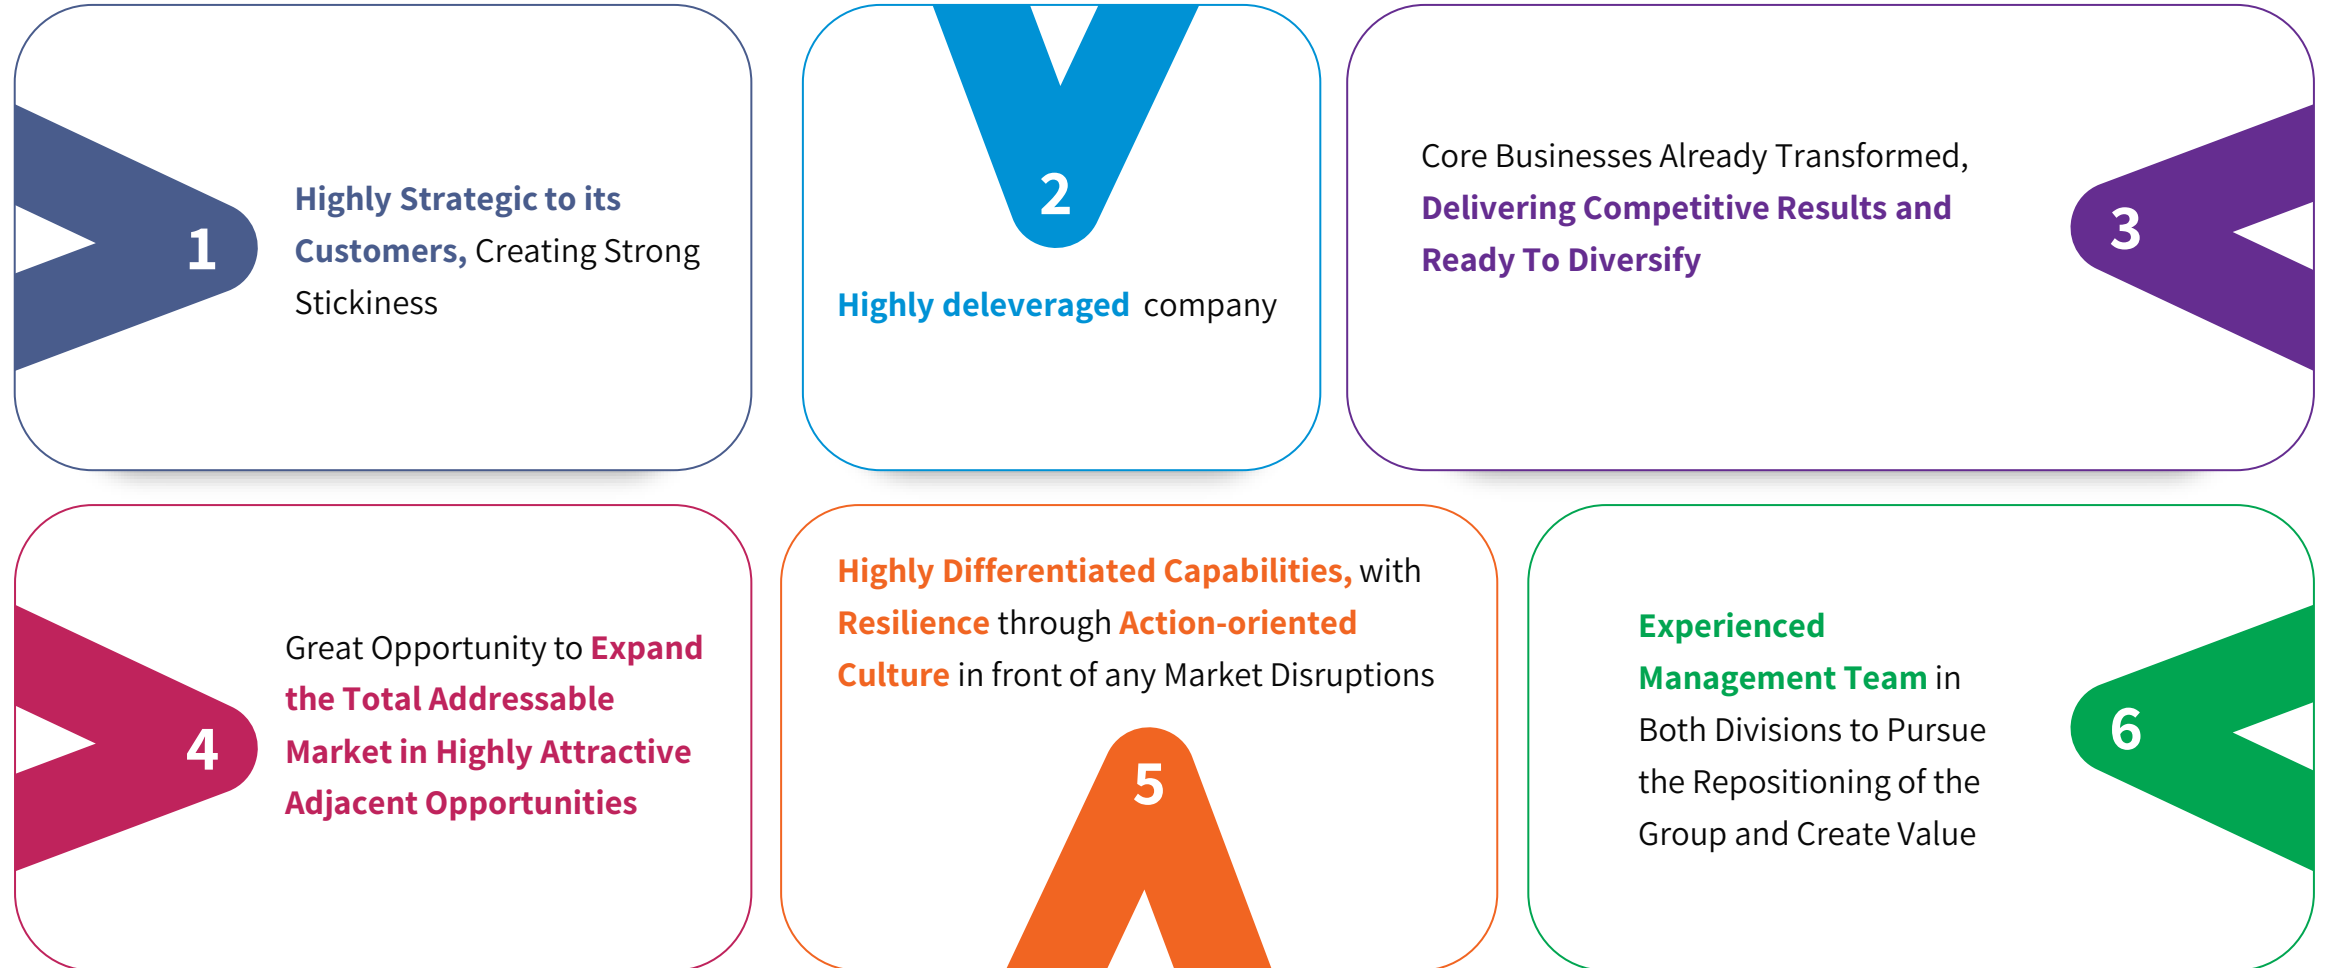 1
Highly Strategic to its
Customers, Creating Strong
Stickiness
2
Highly deleveraged company
Core Businesses Already Transformed,
Delivering Competitive Results and
Ready To Diversify
3
4
Great Opportunity to Expand
the Total Addressable
Market in Highly Attractive
Adjacent Opportunities
Highly Differentiated Capabilities, with
Resilience through Action-oriented
Culture in front of any Market Disruptions
5
Experienced
Management Team in
Both Divisions to Pursue
the Repositioning of the
Group and Create Value
6